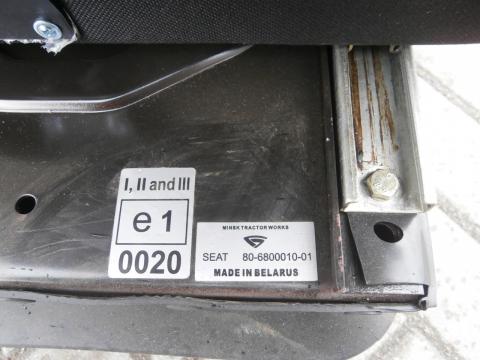 I, II and III
e 1
0020
MINSK TRACTOR WORKS
SEAT 80-6800010-01
MADE IN BELARUS